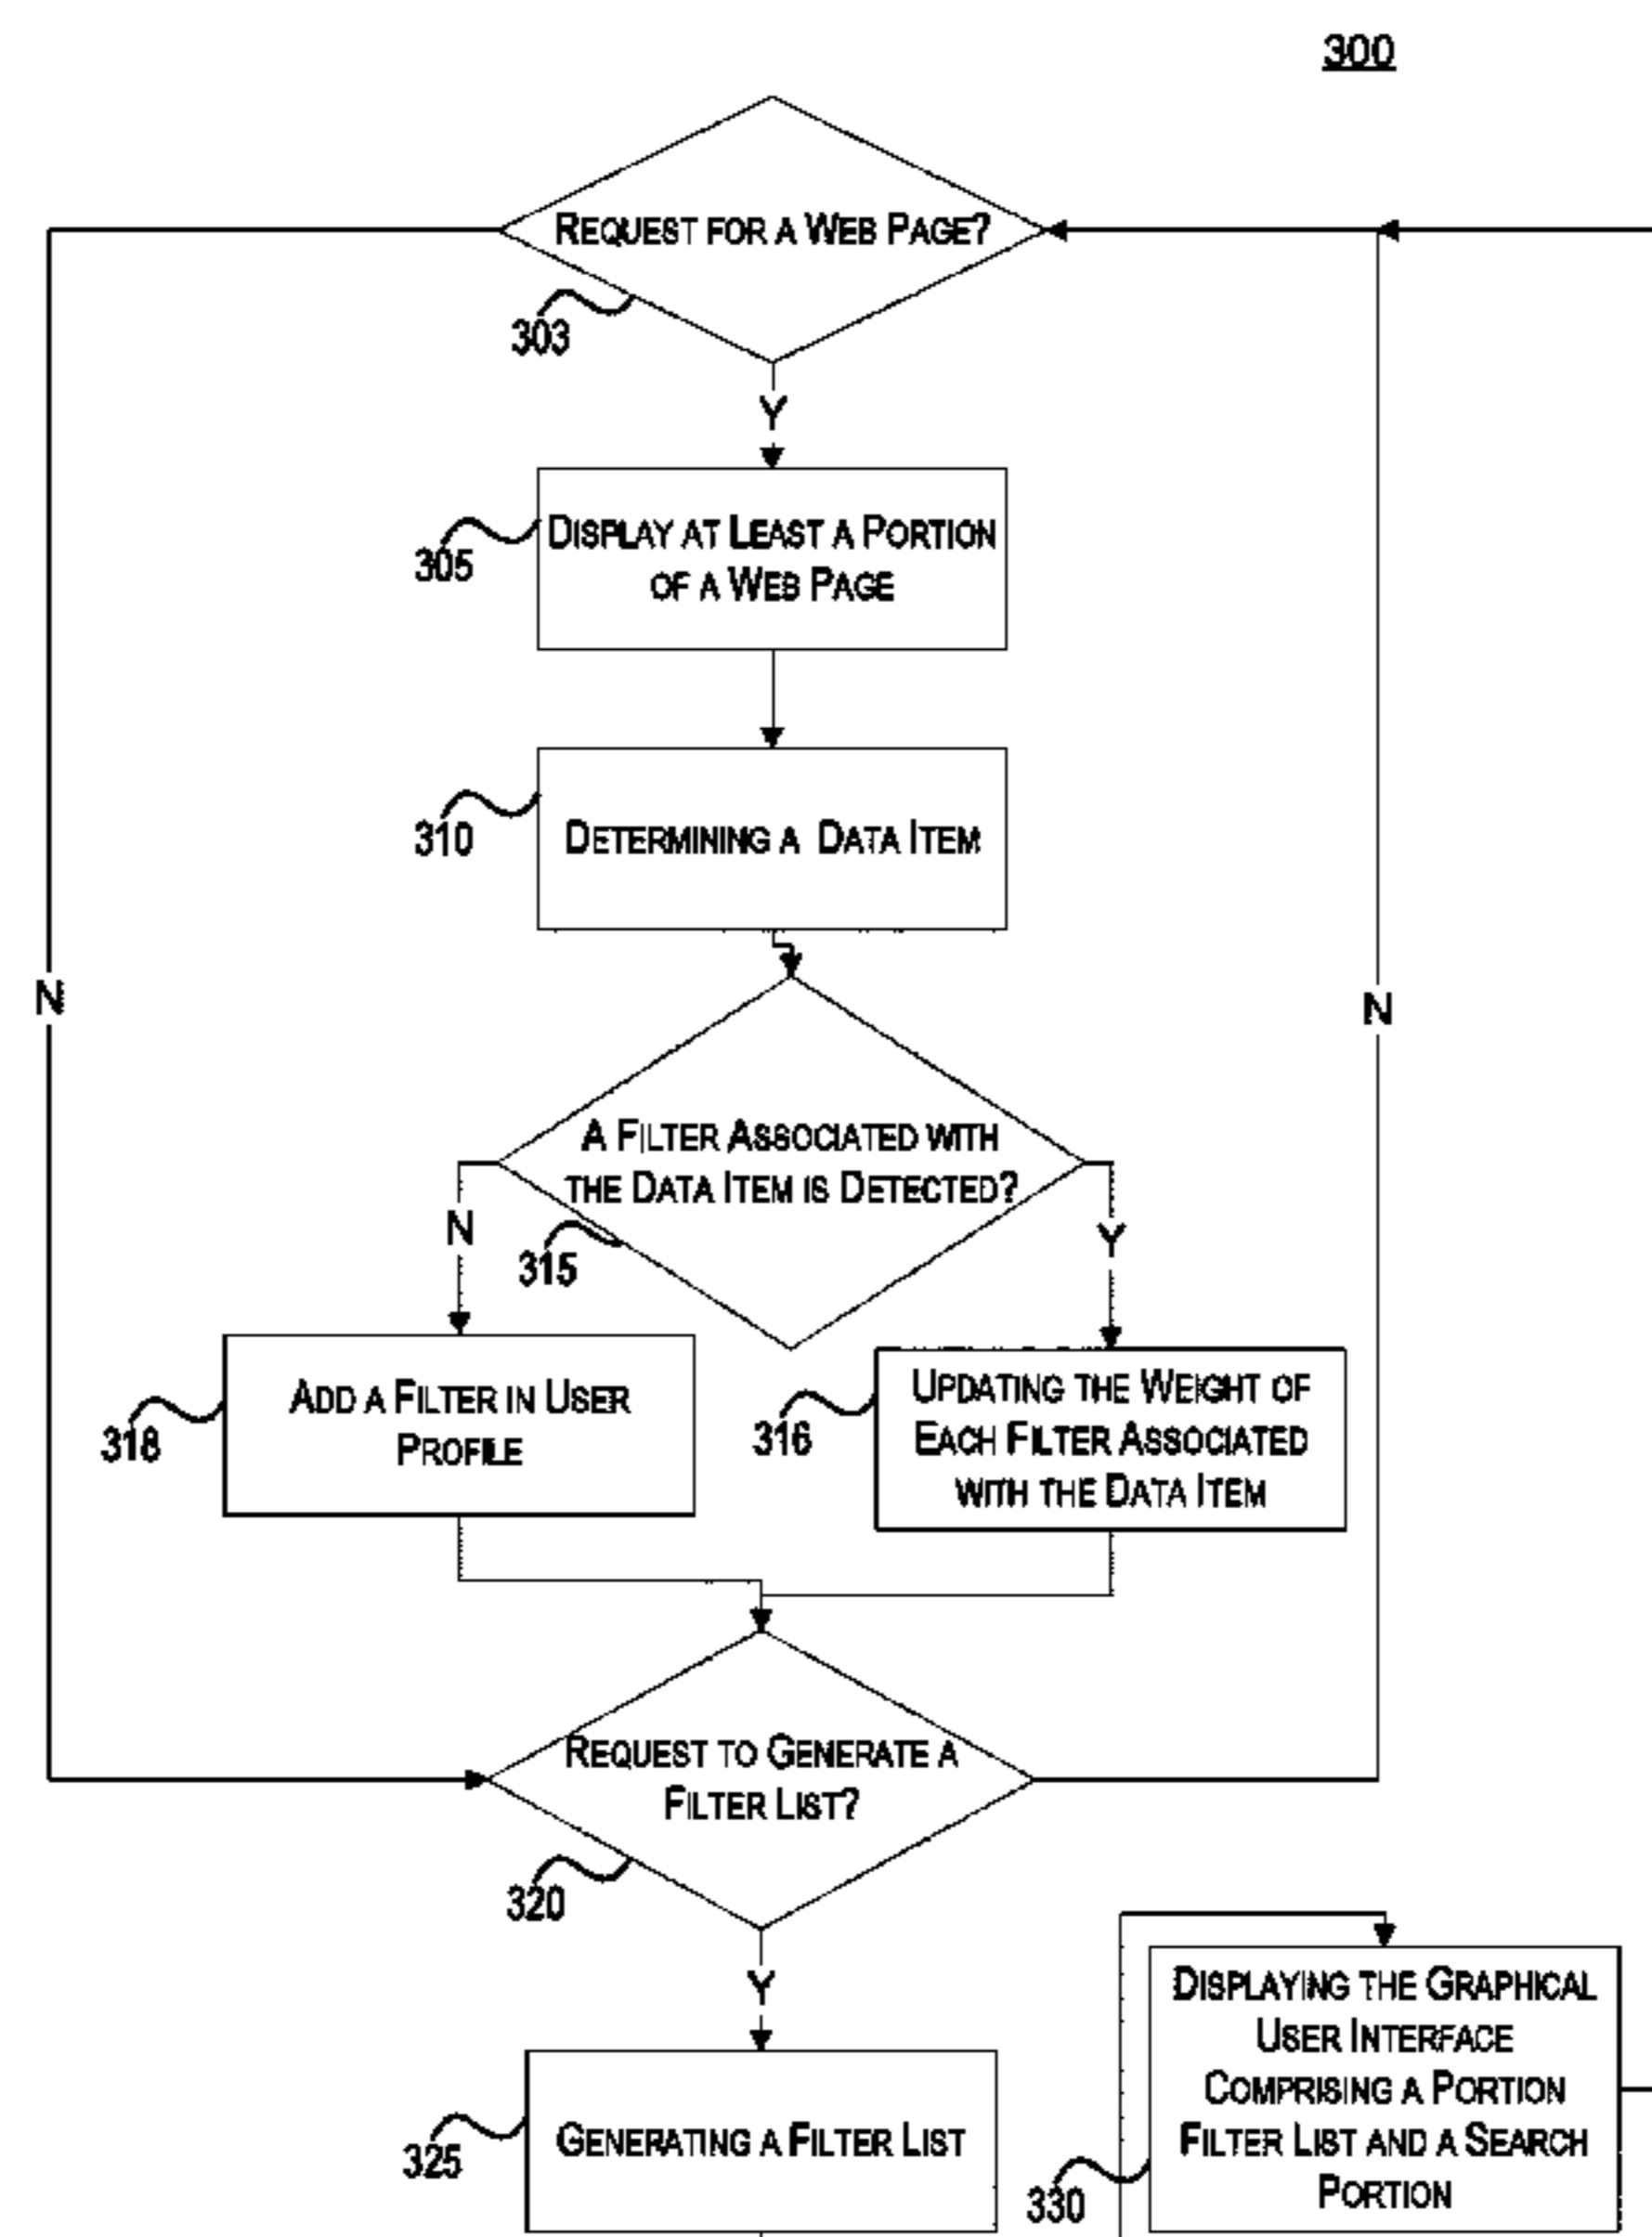 300
REQUEST FOR A WEB PAGE?
303
Y
DISPLAY AT LEAST A PORTION
OF A WEB PAGE
305
DETERMINING A DATA ITEM
310
N
N
A FILTER ASSOCIATED WITH
THE DATA ITEM IS DETECTED?
315
N
Y
ADD A FILTER IN USER
PROFILE
318
UPDATING THE WEIGHT OF
EACH FILTER ASSOCIATED
WITH THE DATA ITEM
316
REQUEST TO GENERATE A
FILTER LIST?
320
Y
GENERATING A FILTER LIST
325
DISPLAYING THE GRAPHICAL
USER INTERFACE
COMPRISING A PORTION
FILTER LIST AND A SEARCH
PORTION
330